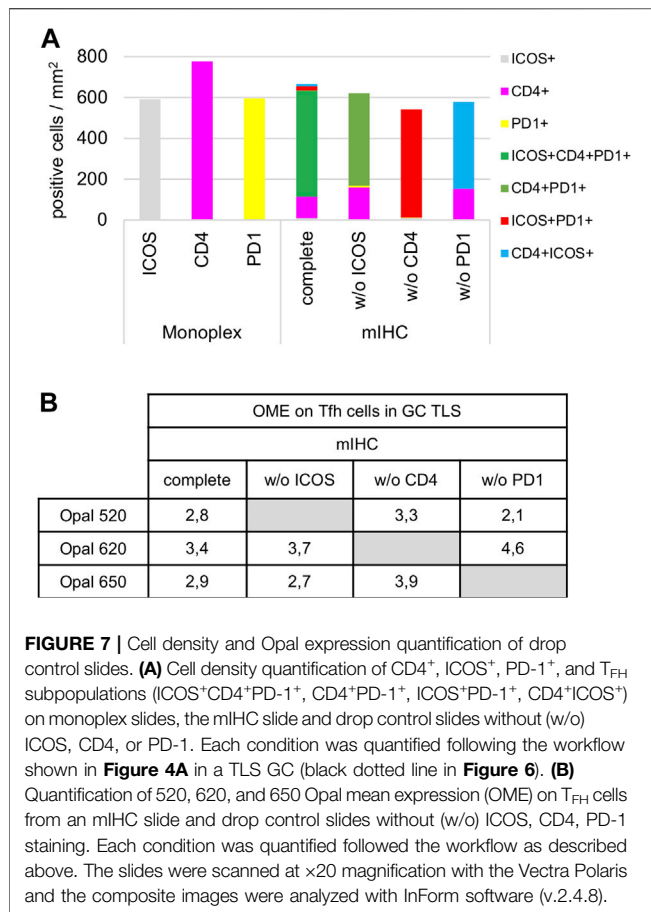 A
positive cells / mm²
800
600
400
200
0
ICOS
CD4
PD1
complete
w/o ICOS
w/o CD4
w/o PD1
Monoplex
mIHC
ICOS+
CD4+
PD1+
ICOS+CD4+PD1+
CD4+PD1+
ICOS+PD1+
CD4+ICOS+
B
OME on Tfh cells in GC TLS
mIHC
complete w/o ICOS w/o CD4 w/o PD1
Opal 520 2,8 3,3 2,1
Opal 620 3,4 3,7 4,6
Opal 650 2,9 2,7 3,9
FIGURE 7 | Cell density and Opal expression quantification of drop
control slides. (A) Cell density quantification of CD4⁺, ICOS⁺, PD-1⁺, and T_FH
subpopulations (ICOS⁺CD4⁺PD-1⁺, CD4⁺PD-1⁺, ICOS⁺PD-1⁺, CD4⁺ICOS⁺)
on monoplex slides, the mIHC slide and drop control slides without (w/o)
ICOS, CD4, or PD-1. Each condition was quantified following the workflow
shown in Figure 4A in a TLS GC (black dotted line in Figure 6). (B)
Quantification of 520, 620, and 650 Opal mean expression (OME) on T_FH cells
from an mIHC slide and drop control slides without (w/o) ICOS, CD4, PD-1
staining. Each condition was quantified followed the workflow as described
above. The slides were scanned at ×20 magnification with the Vectra Polaris
and the composite images were analyzed with InForm software (v.2.4.8).